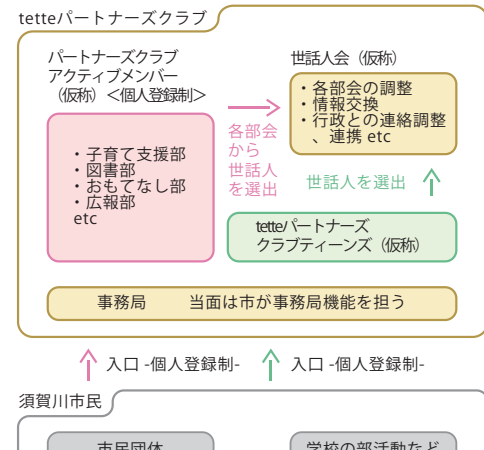 tetteパートナーズクラブ
パートナーズクラブ
アクティブメンバー
（仮称）＜個人登録制＞
・子育て支援部
・図書部
・おもてなし部
・広報部
etc
各部会
から
世話人
を選出
世話人会（仮称）
・各部会の調整
・情報交換
・行政との連絡調整
、連携 etc
世話人を選出
tetteパートナーズ
クラブティーンズ（仮称）
事務局　　当面は市が事務局機能を担う
入口 -個人登録制-
入口 -個人登録制-
須賀川市民
市民団体
学校の部活動など